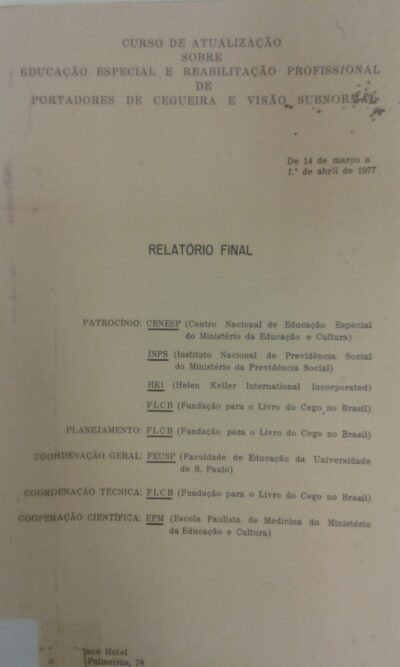 CURSO DE ATUALIZAÇÃO
SOBRE
EDUCAÇÃO ESPECIAL E REABILITAÇÃO PROFISSIONAL
DE
PORTADORES DE CEGUEIRA E VISÃO SUBNORMAL
De 14 de março a
1.º de abril de 1977
RELATÓRIO FINAL
PATROCÍNIO: CENESP (Centro Nacional de Educação Especial
do Ministério da Educação e Cultura)
INPS (Instituto Nacional de Previdência Social
do Ministério da Previdência Social)
HKI (Helen Keller International Incorporated)
FLCB (Fundação para o Livro do Cego no Brasil)
PLANEJAMENTO: FLCB (Fundação para o Livro do Cego no Brasil)
COORDENAÇÃO GERAL: FEUSP (Faculdade de Educação da Universidade
de S. Paulo)
COORDENAÇÃO TÉCNICA: FLCB (Fundação para o Livro do Cego no Brasil)
COOPERAÇÃO CIENTÍFICA: EPM (Escola Paulista de Medicina do Ministério
da Educação e Cultura)
Hotel
Palmeiras, 78